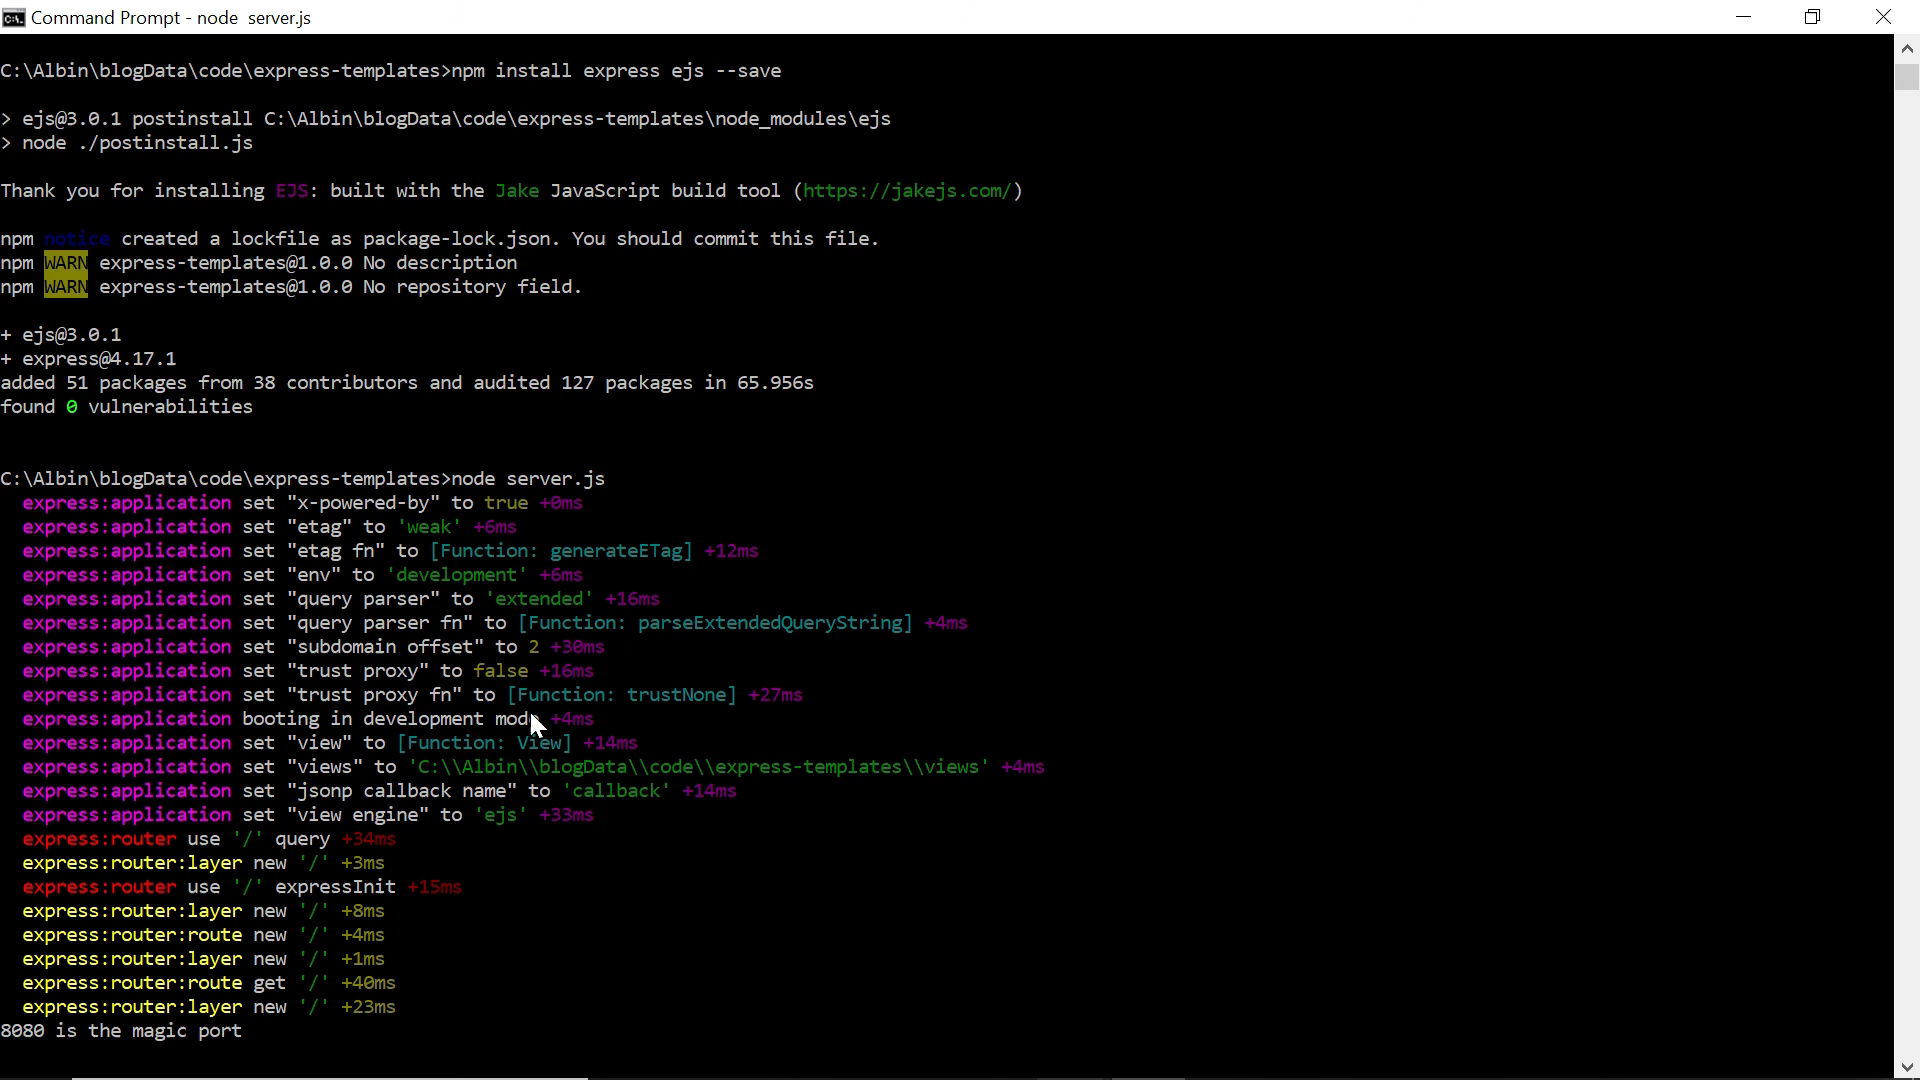 Command Prompt - node  server.js
C:\Albin\blogData\code\express-templates>npm install express ejs --save
> ejs@3.0.1 postinstall C:\Albin\blogData\code\express-templates\node_modules\ejs
> node ./postinstall.js
Thank you for installing EJS: built with the Jake JavaScript build tool (https://jakejs.com/)
npm notice created a lockfile as package-lock.json. You should commit this file.
npm WARN express-templates@1.0.0 No description
npm WARN express-templates@1.0.0 No repository field.
+ ejs@3.0.1
+ express@4.17.1
added 51 packages from 38 contributors and audited 127 packages in 65.956s
found 0 vulnerabilities
C:\Albin\blogData\code\express-templates>node server.js
express:application set "x-powered-by" to true +0ms
express:application set "etag" to 'weak' +6ms
express:application set "etag fn" to [Function: generateETag] +12ms
express:application set "env" to 'development' +6ms
express:application set "query parser" to 'extended' +16ms
express:application set "query parser fn" to [Function: parseExtendedQueryString] +4ms
express:application set "subdomain offset" to 2 +30ms
express:application set "trust proxy" to false +16ms
express:application set "trust proxy fn" to [Function: trustNone] +27ms
express:application booting in development mode +4ms
express:application set "view" to [Function: View] +14ms
express:application set "views" to 'C:\\Albin\\blogData\\code\\express-templates\\views' +4ms
express:application set "jsonp callback name" to 'callback' +14ms
express:application set "view engine" to 'ejs' +33ms
express:router use '/' query +34ms
express:router:layer new '/' +3ms
express:router use '/' expressInit +15ms
express:router:layer new '/' +8ms
express:router:route new '/' +4ms
express:router:layer new '/' +1ms
express:router:route get '/' +40ms
express:router:layer new '/' +23ms
8080 is the magic port